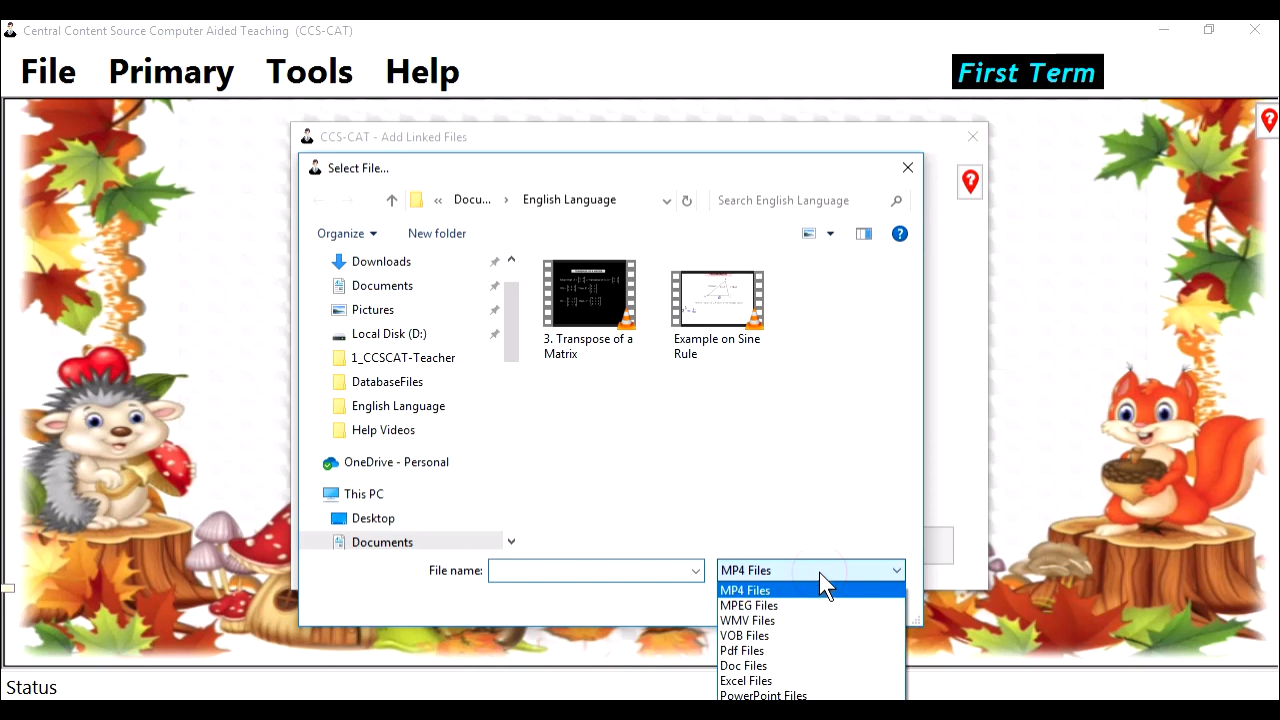 Central Content Source Computer Aided Teaching (CCS-CAT)
File Primary Tools Help
First Term
CCS-CAT - Add Linked Files
Select File...
« Docu... › English Language
Search English Language
Organize
New folder
Downloads
Documents
Pictures
Local Disk (D:)
1_CCSCAT-Teacher
DatabaseFiles
English Language
Help Videos
OneDrive - Personal
This PC
Desktop
Documents
3. Transpose of a
Matrix
Example on Sine
Rule
File name:
MP4 Files
MP4 Files
MPEG Files
WMV Files
VOB Files
Pdf Files
Doc Files
Excel Files
PowerPoint Files
Status